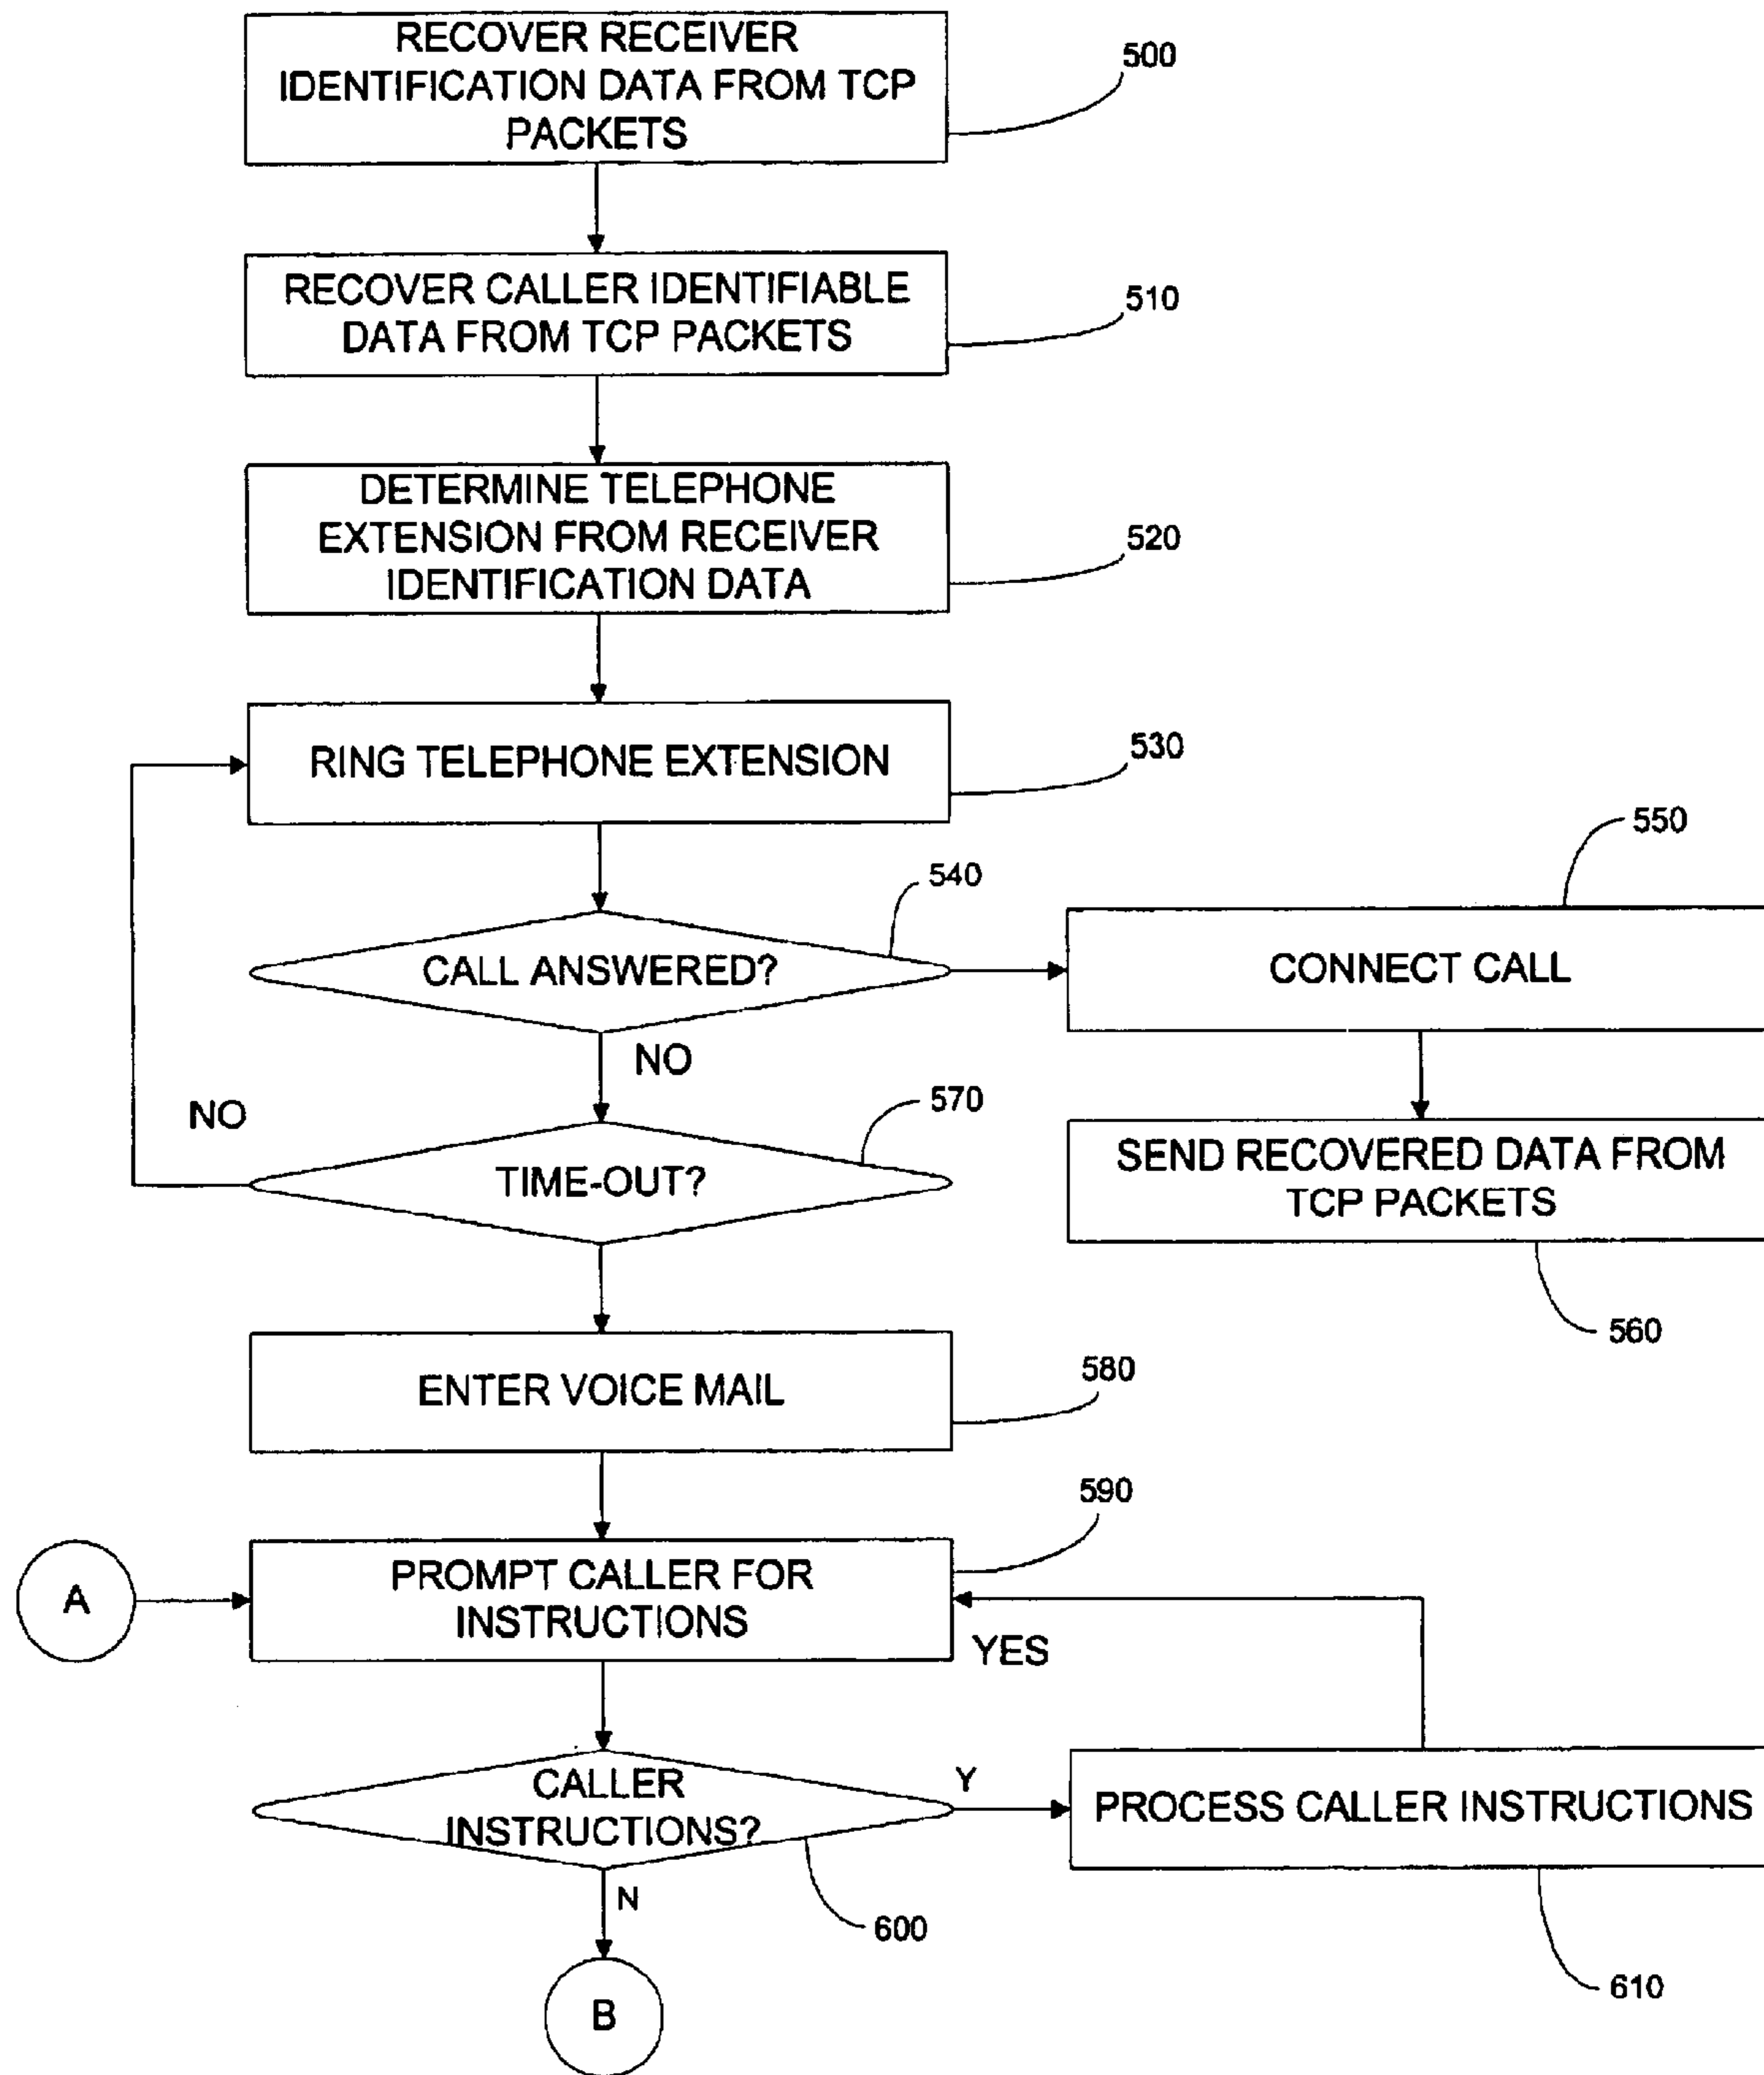 RECOVER RECEIVER
IDENTIFICATION DATA FROM TCP
PACKETS
500
RECOVER CALLER IDENTIFIABLE
DATA FROM TCP PACKETS
510
DETERMINE TELEPHONE
EXTENSION FROM RECEIVER
IDENTIFICATION DATA
520
RING TELEPHONE EXTENSION
530
CALL ANSWERED?
540
CONNECT CALL
550
NO
NO
TIME-OUT?
570
SEND RECOVERED DATA FROM
TCP PACKETS
560
ENTER VOICE MAIL
580
A
PROMPT CALLER FOR
INSTRUCTIONS
590
YES
CALLER
INSTRUCTIONS?
600
Y
PROCESS CALLER INSTRUCTIONS
610
N
B